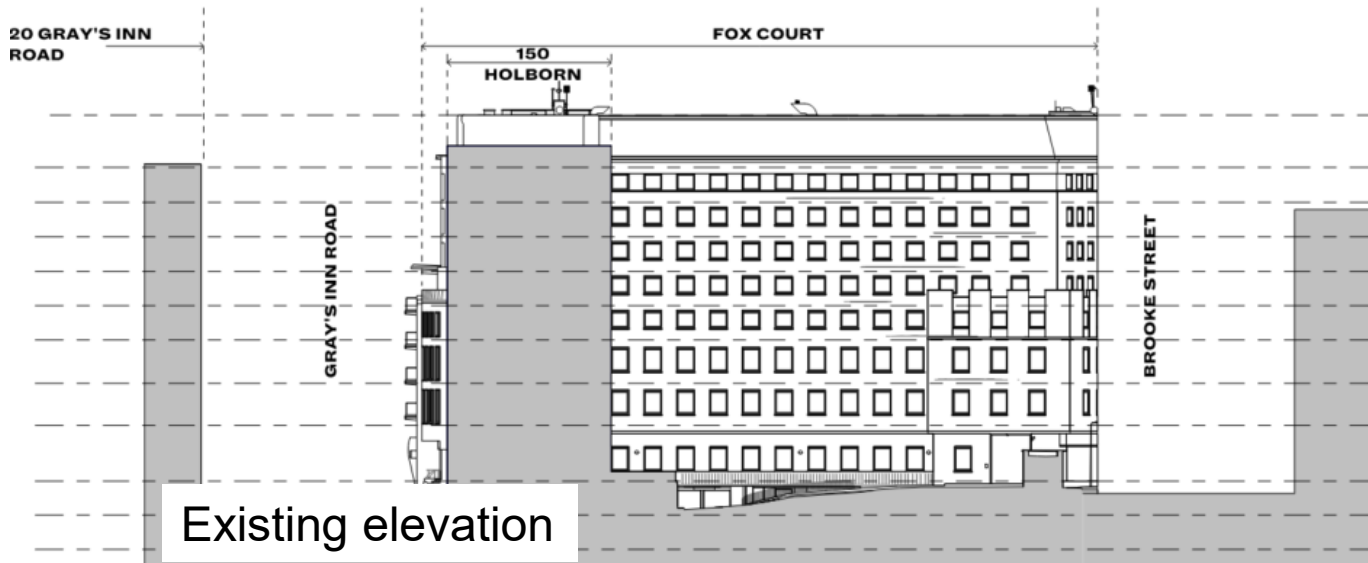 20 GRAY'S INN
ROAD
FOX COURT
150
HOLBORN
GRAY'S INN ROAD
BROOKE STREET
Existing elevation